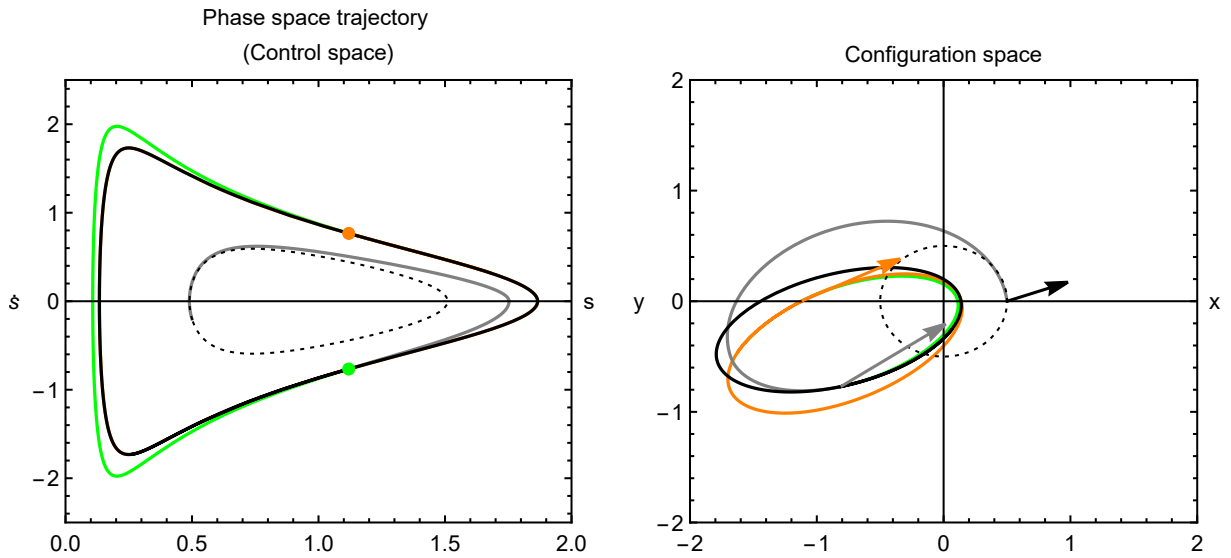 Phase space trajectory
(Control space)
2
1
0
−1
−2
0.0 0.5 1.0 1.5 2.0
ṡ
s
Configuration space
2
1
0
−1
−2
−2 −1 0 1 2
y
x